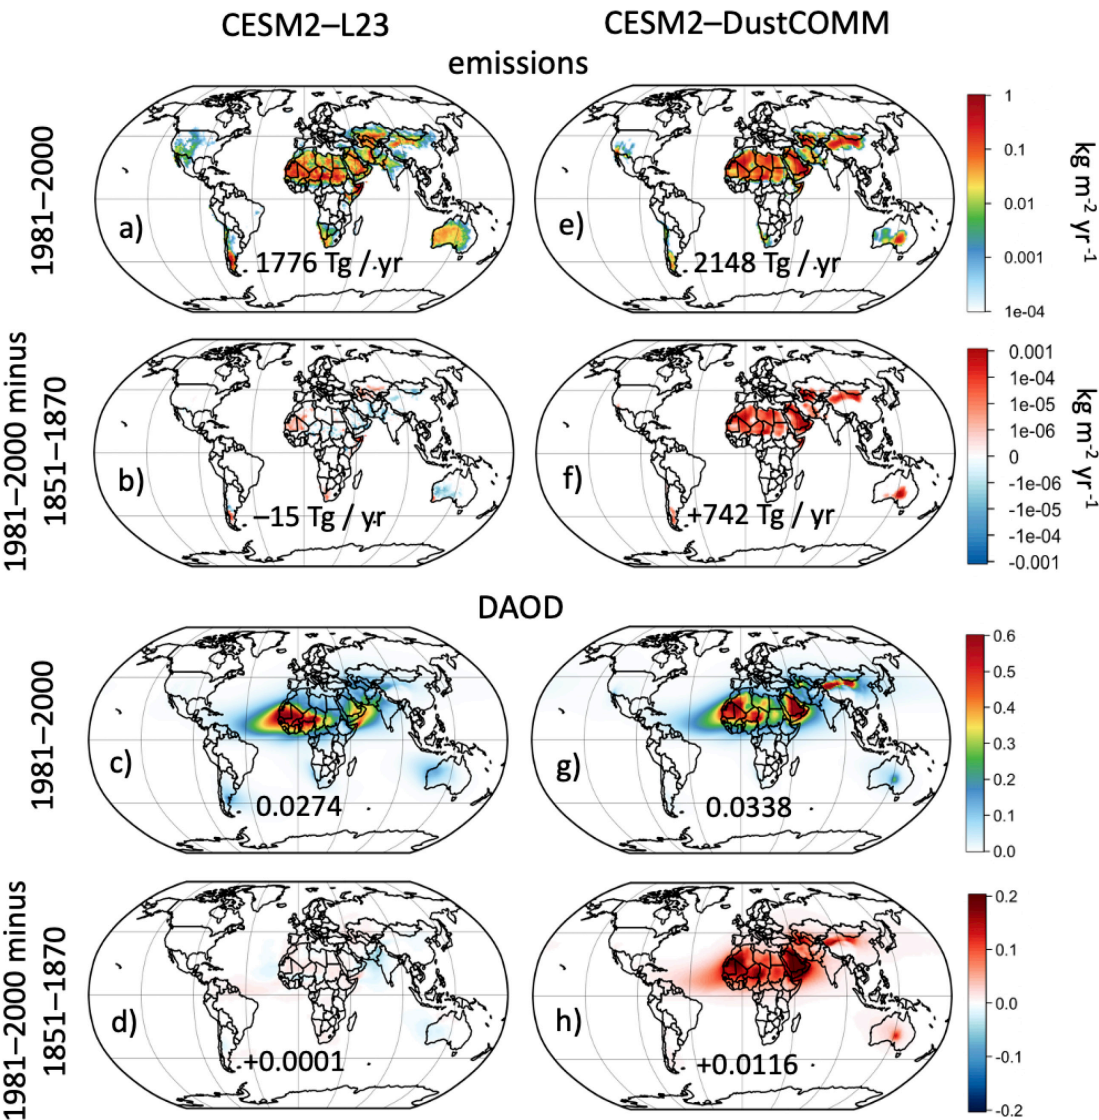 CESM2–L23
CESM2–DustCOMM
emissions
1981–2000
a)
1776 Tg / yr
e)
2148 Tg / yr
1
0.1
0.01
0.001
1e-04
kg m-2 yr-1
1981–2000 minus
1851–1870
b)
–15 Tg / yr
f)
+742 Tg / yr
0.001
1e-04
1e-05
1e-06
0
-1e-06
-1e-05
-1e-04
-0.001
kg m-2 yr-1
DAOD
1981–2000
c)
0.0274
g)
0.0338
0.6
0.5
0.4
0.3
0.2
0.1
0.0
1981–2000 minus
1851–1870
d)
+0.0001
h)
+0.0116
0.2
0.1
0.0
-0.1
-0.2